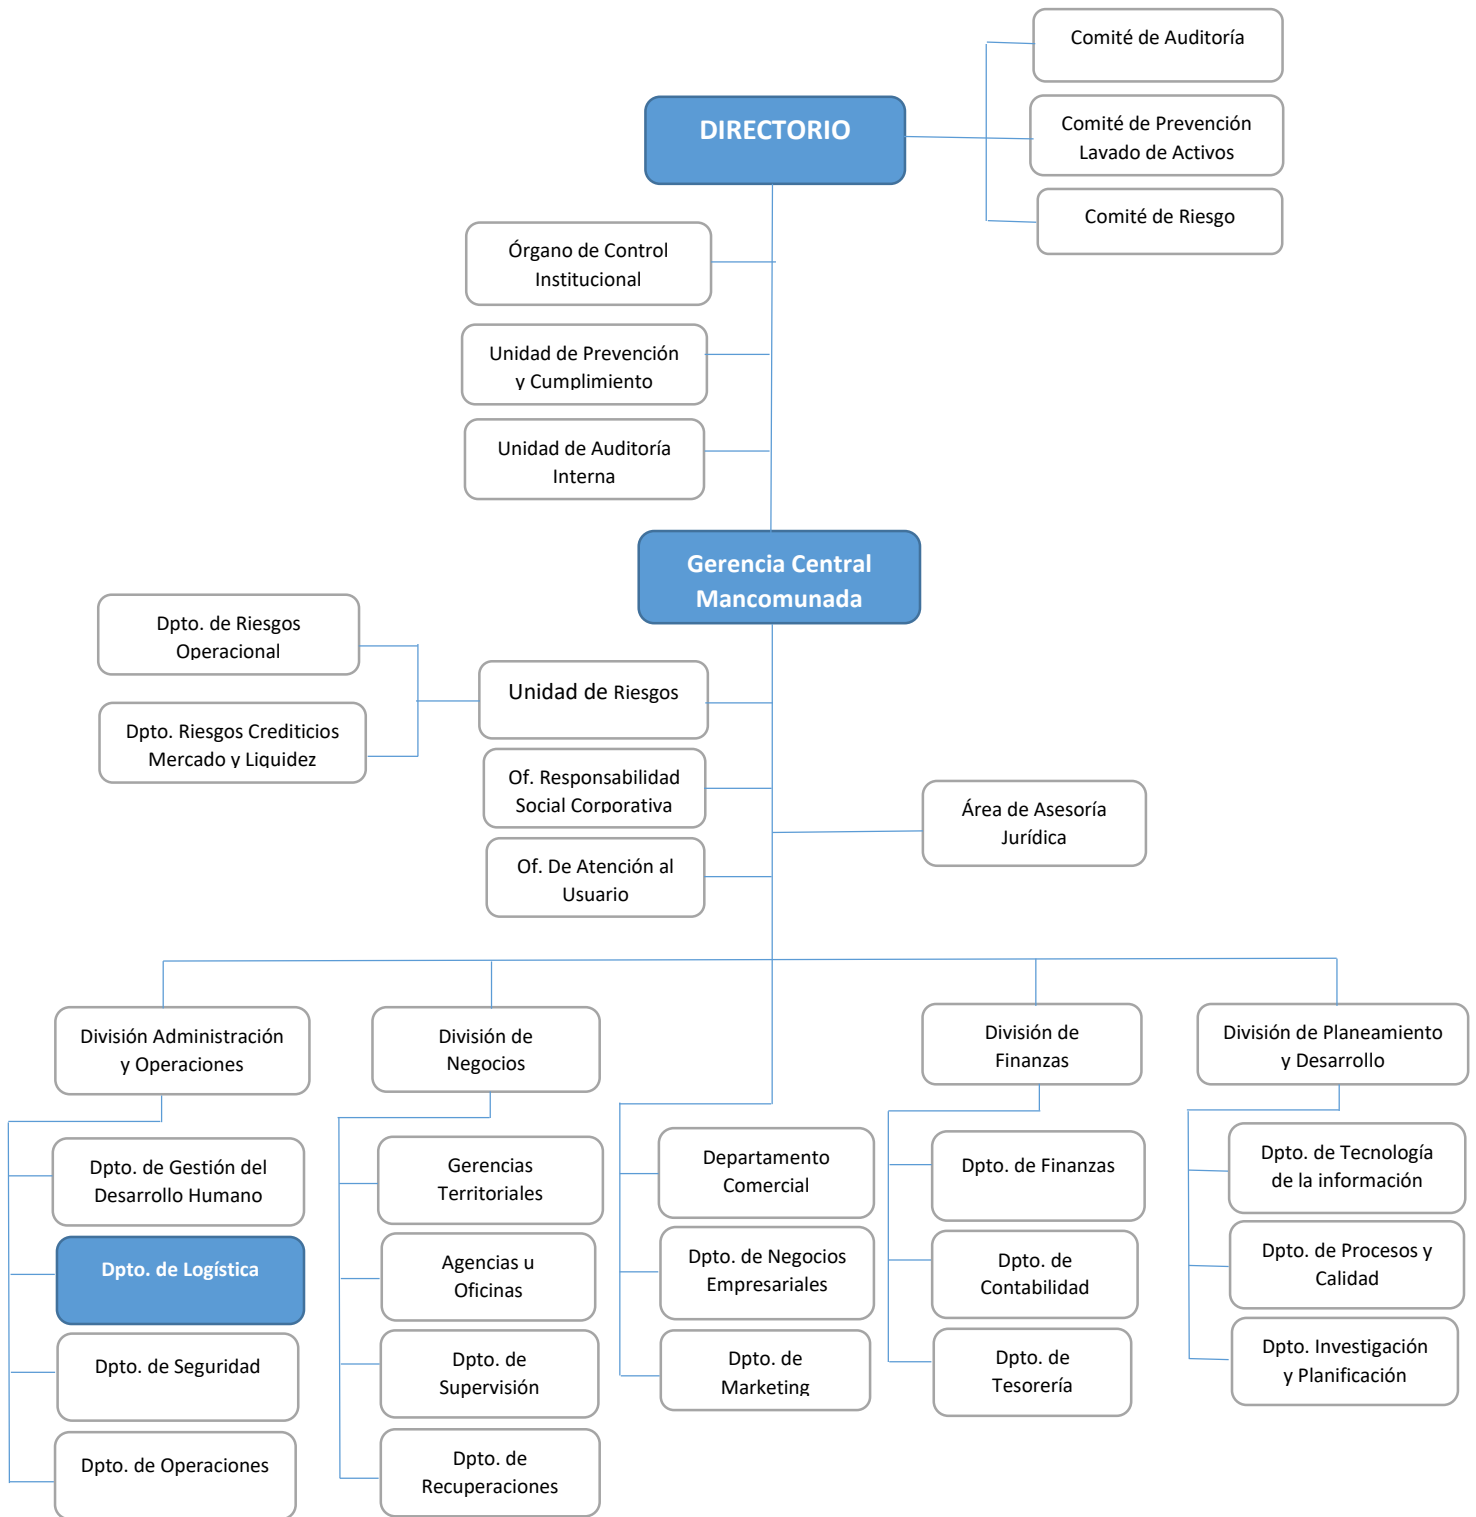 Comité de Auditoría
DIRECTORIO
Comité de Prevención
Lavado de Activos
Comité de Riesgo
Órgano de Control
Institucional
Unidad de Prevención
y Cumplimiento
Unidad de Auditoría
Interna
Gerencia Central
Mancomunada
Dpto. de Riesgos
Operacional
Unidad de Riesgos
Dpto. Riesgos Crediticios
Mercado y Liquidez
Of. Responsabilidad
Social Corporativa
Área de Asesoría
Jurídica
Of. De Atención al
Usuario
División Administración
y Operaciones
División de
Negocios
División de
Finanzas
División de Planeamiento
y Desarrollo
Dpto. de Gestión del
Desarrollo Humano
Dpto. de Logística
Dpto. de Seguridad
Dpto. de Operaciones
Gerencias
Territoriales
Agencias u
Oficinas
Dpto. de
Supervisión
Dpto. de
Recuperaciones
Departamento
Comercial
Dpto. de Negocios
Empresariales
Dpto. de
Marketing
Dpto. de Finanzas
Dpto. de
Contabilidad
Dpto. de
Tesorería
Dpto. de Tecnología
de la información
Dpto. de Procesos y
Calidad
Dpto. Investigación
y Planificación